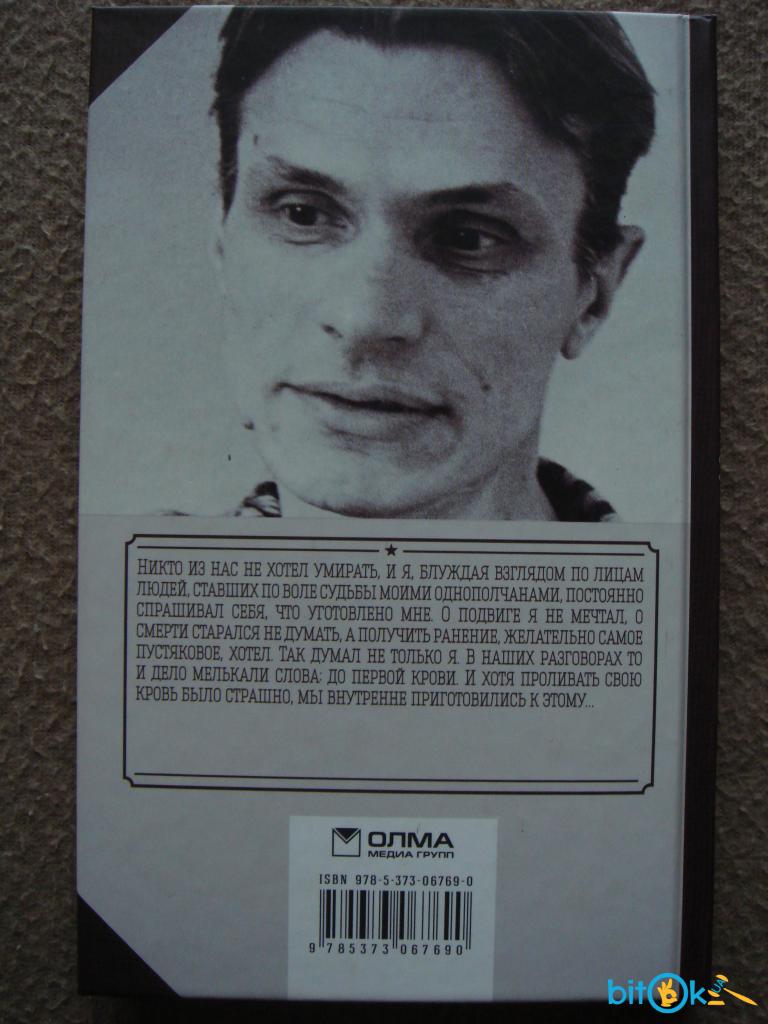 Никто из нас не хотел умирать, и я, блуждая взглядом по лицам
людей, ставших по воле судьбы моими однополчанами, постоянно
спрашивал себя, что уготовлено мне. О подвиге я не мечтал, о
смерти старался не думать, а получить ранение, желательно самое
пустяковое, хотел. Так думал не только я. В наших разговорах то
и дело мелькали слова: до первой крови. И хотя проливать свою
кровь было страшно, мы внутренне приготовились к этому...
ОЛМА
МЕДИА ГРУПП
ISBN 978-5-373-06769-0
9 785373 067690
bitOk.UA